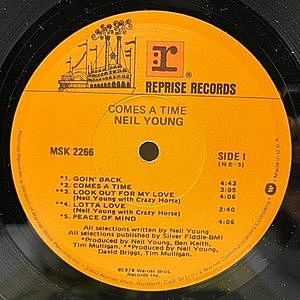 r
REPRISE RECORDS
COMES A TIME
NEIL YOUNG
MSK 2266
SIDE 1
(RE-3)
*1. GOIN' BACK 4:43
*2. COMES A TIME 3:05
**3. LOOK OUT FOR MY LOVE 4:06
(Neil Young with Crazy Horse)
**4. LOTTA LOVE 2:40
(Neil Young with Crazy Horse)
*5. PEACE OF MIND 4:06
All selections written by Neil Young
All selections published by Silver Fiddle-BMI
*Produced by Neil Young, Ben Keith,
Tim Mulligan. **Produced by Neil Young,
David Briggs, Tim Mulligan.
℗1978 Warner Bros.
Records Inc.
Made in U.S.A.